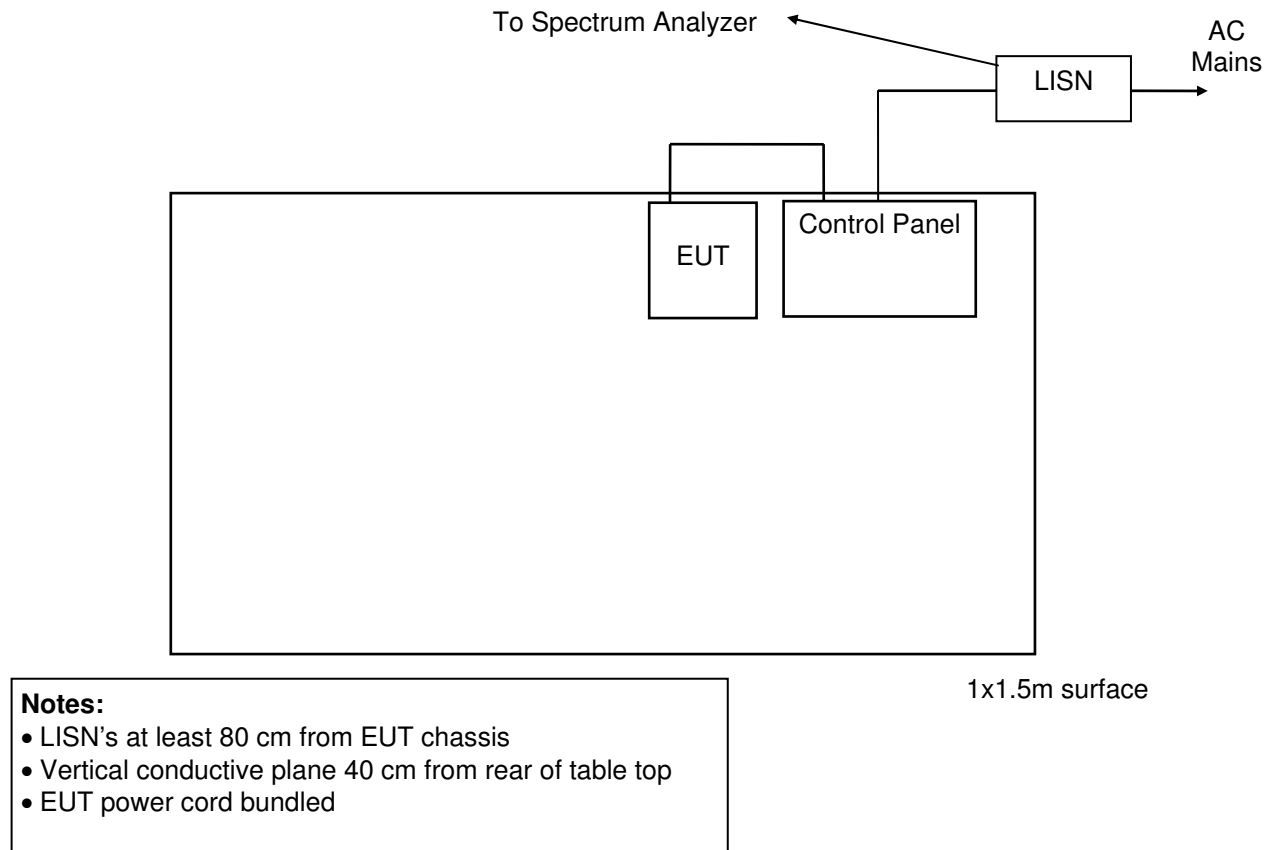 To Spectrum Analyzer
AC
Mains
LISN
Control Panel
EUT
1x1.5m surface
Notes:
• LISN's at least 80 cm from EUT chassis
• Vertical conductive plane 40 cm from rear of table top
• EUT power cord bundled